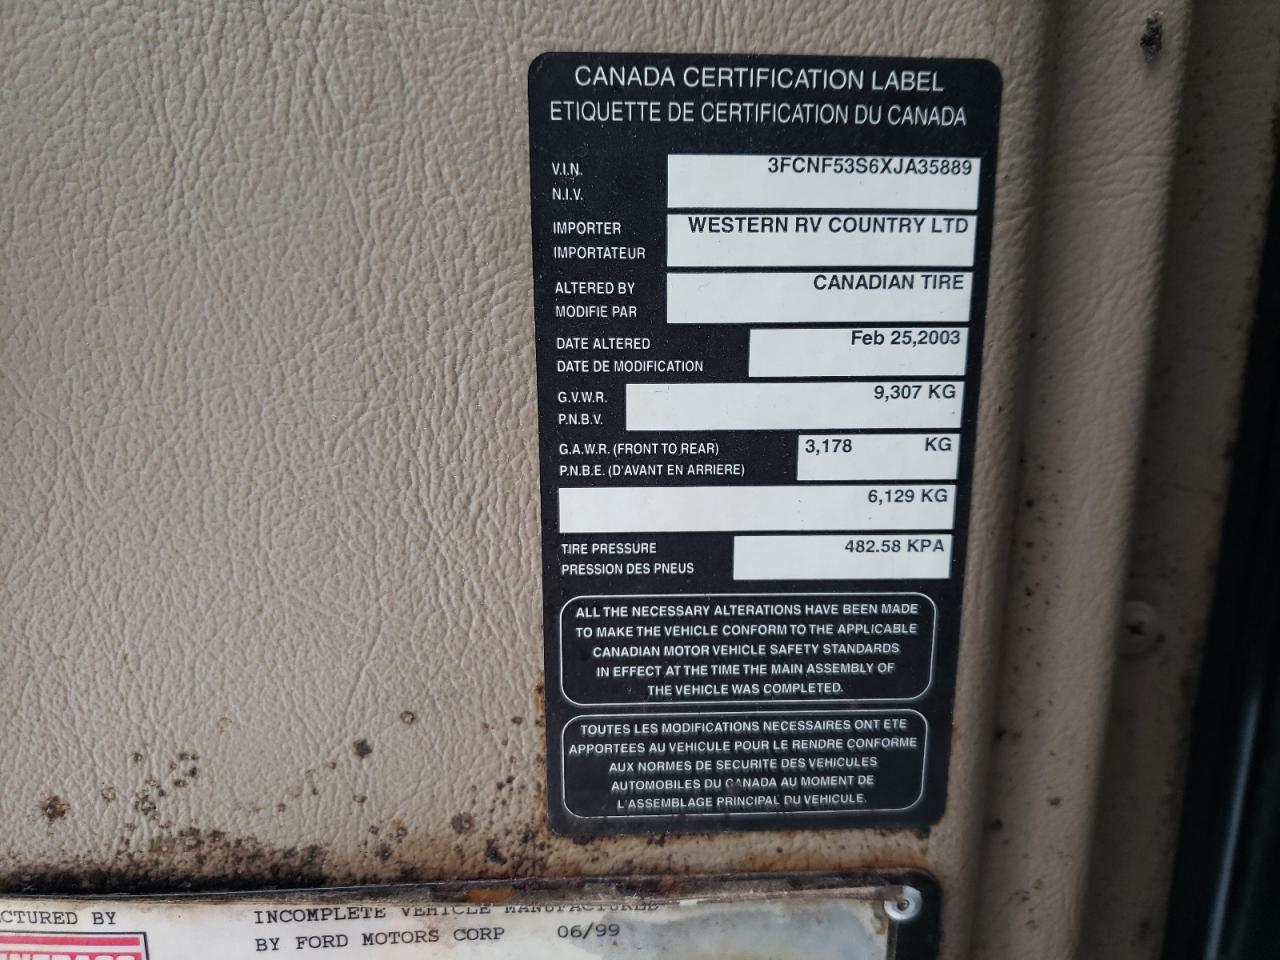 CANADA CERTIFICATION LABEL
ETIQUETTE DE CERTIFICATION DU CANADA
V.I.N.
N.I.V.
3FCNF53S6XJA35889
IMPORTER
IMPORTATEUR
WESTERN RV COUNTRY LTD
ALTERED BY
MODIFIE PAR
CANADIAN TIRE
DATE ALTERED
DATE DE MODIFICATION
Feb 25,2003
G.V.W.R.
P.N.B.V.
9,307 KG
G.A.W.R. (FRONT TO REAR)
P.N.B.E. (D'AVANT EN ARRIERE)
3,178 KG
6,129 KG
TIRE PRESSURE
PRESSION DES PNEUS
482.58 KPA
ALL THE NECESSARY ALTERATIONS HAVE BEEN MADE
TO MAKE THE VEHICLE CONFORM TO THE APPLICABLE
CANADIAN MOTOR VEHICLE SAFETY STANDARDS
IN EFFECT AT THE TIME THE MAIN ASSEMBLY OF
THE VEHICLE WAS COMPLETED.
TOUTES LES MODIFICATIONS NECESSAIRES ONT ETE
APPORTEES AU VEHICULE POUR LE RENDRE CONFORME
AUX NORMES DE SECURITE DES VEHICULES
AUTOMOBILES DU CANADA AU MOMENT DE
L'ASSEMBLAGE PRINCIPAL DU VEHICULE.
CTURED BY
INCOMPLETE VEHICLE MANUFACTURED
BY FORD MOTORS CORP 06/99